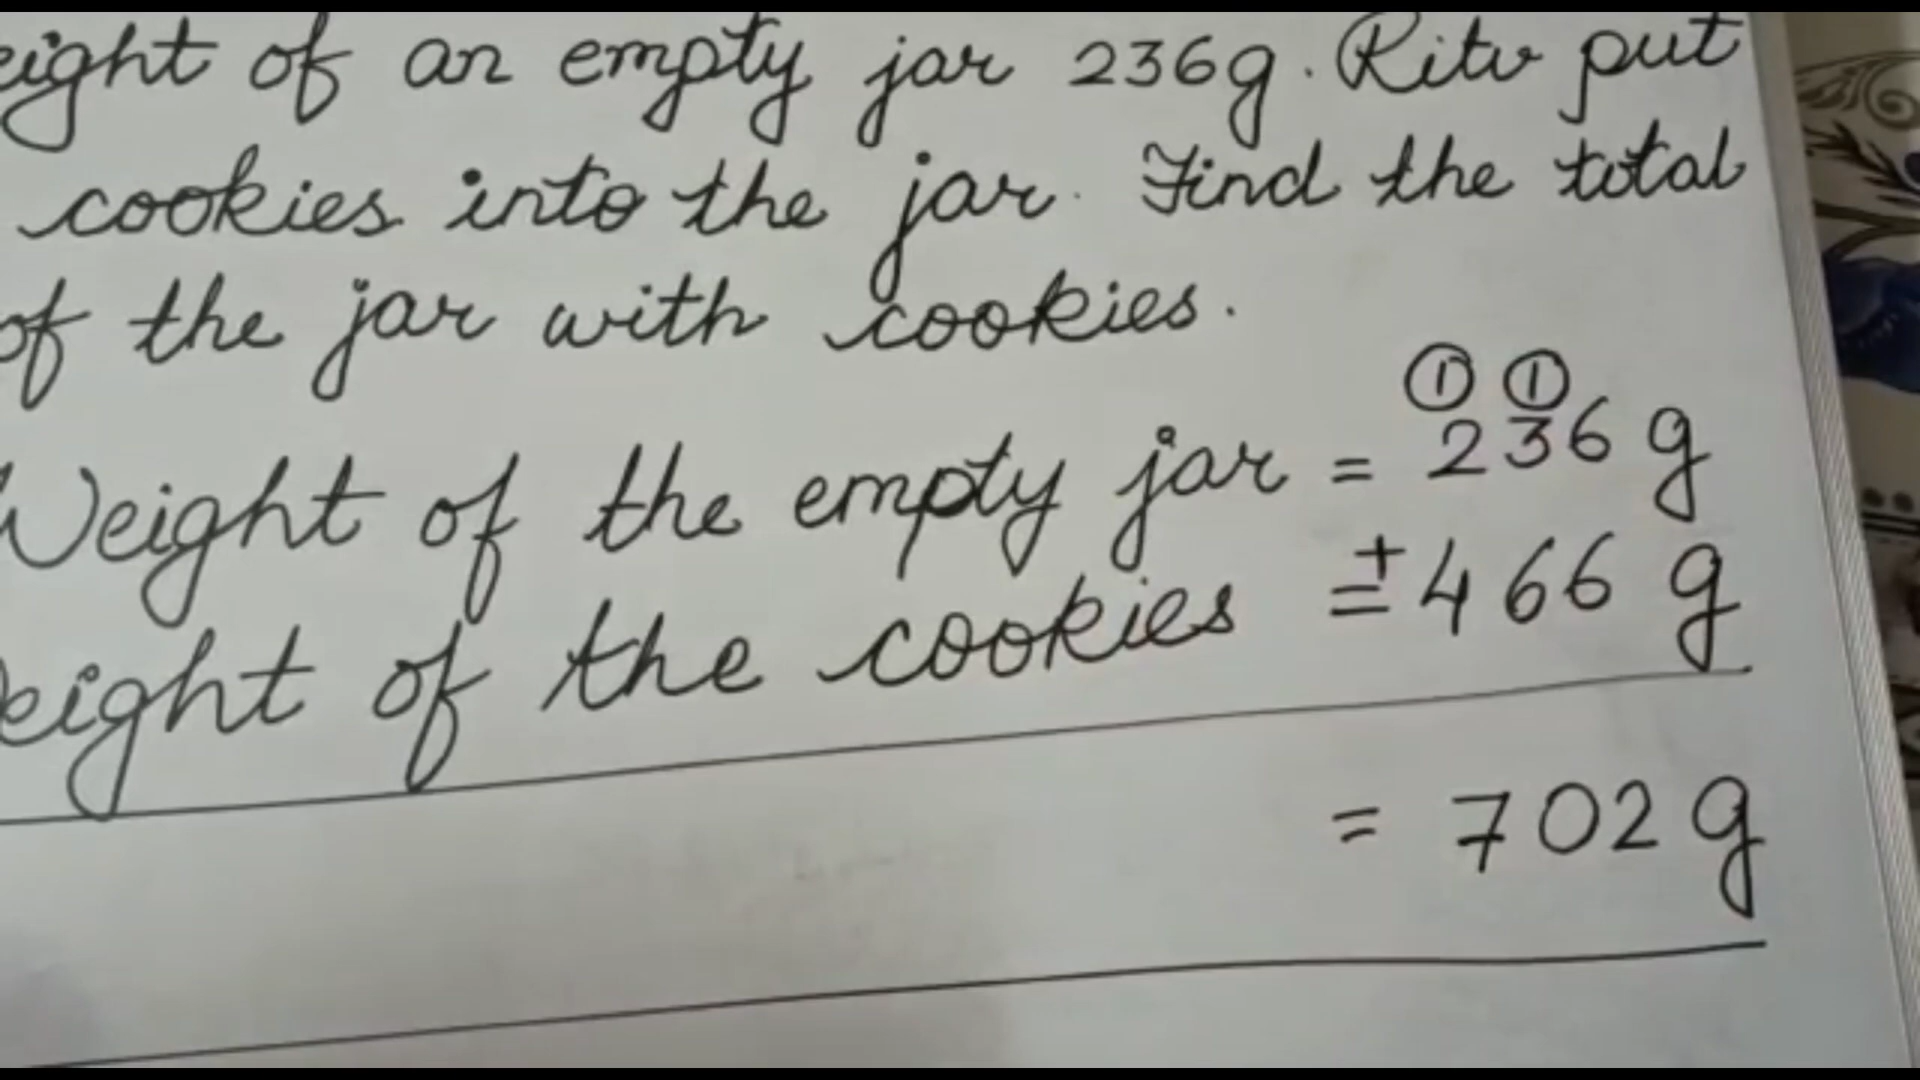 eight of an empty jar 236g. Ritu put
cookies into the jar. Find the total
of the jar with cookies.
① ①
Weight of the empty jar = 236 g
eight of the cookies = + 466 g
= 702 g